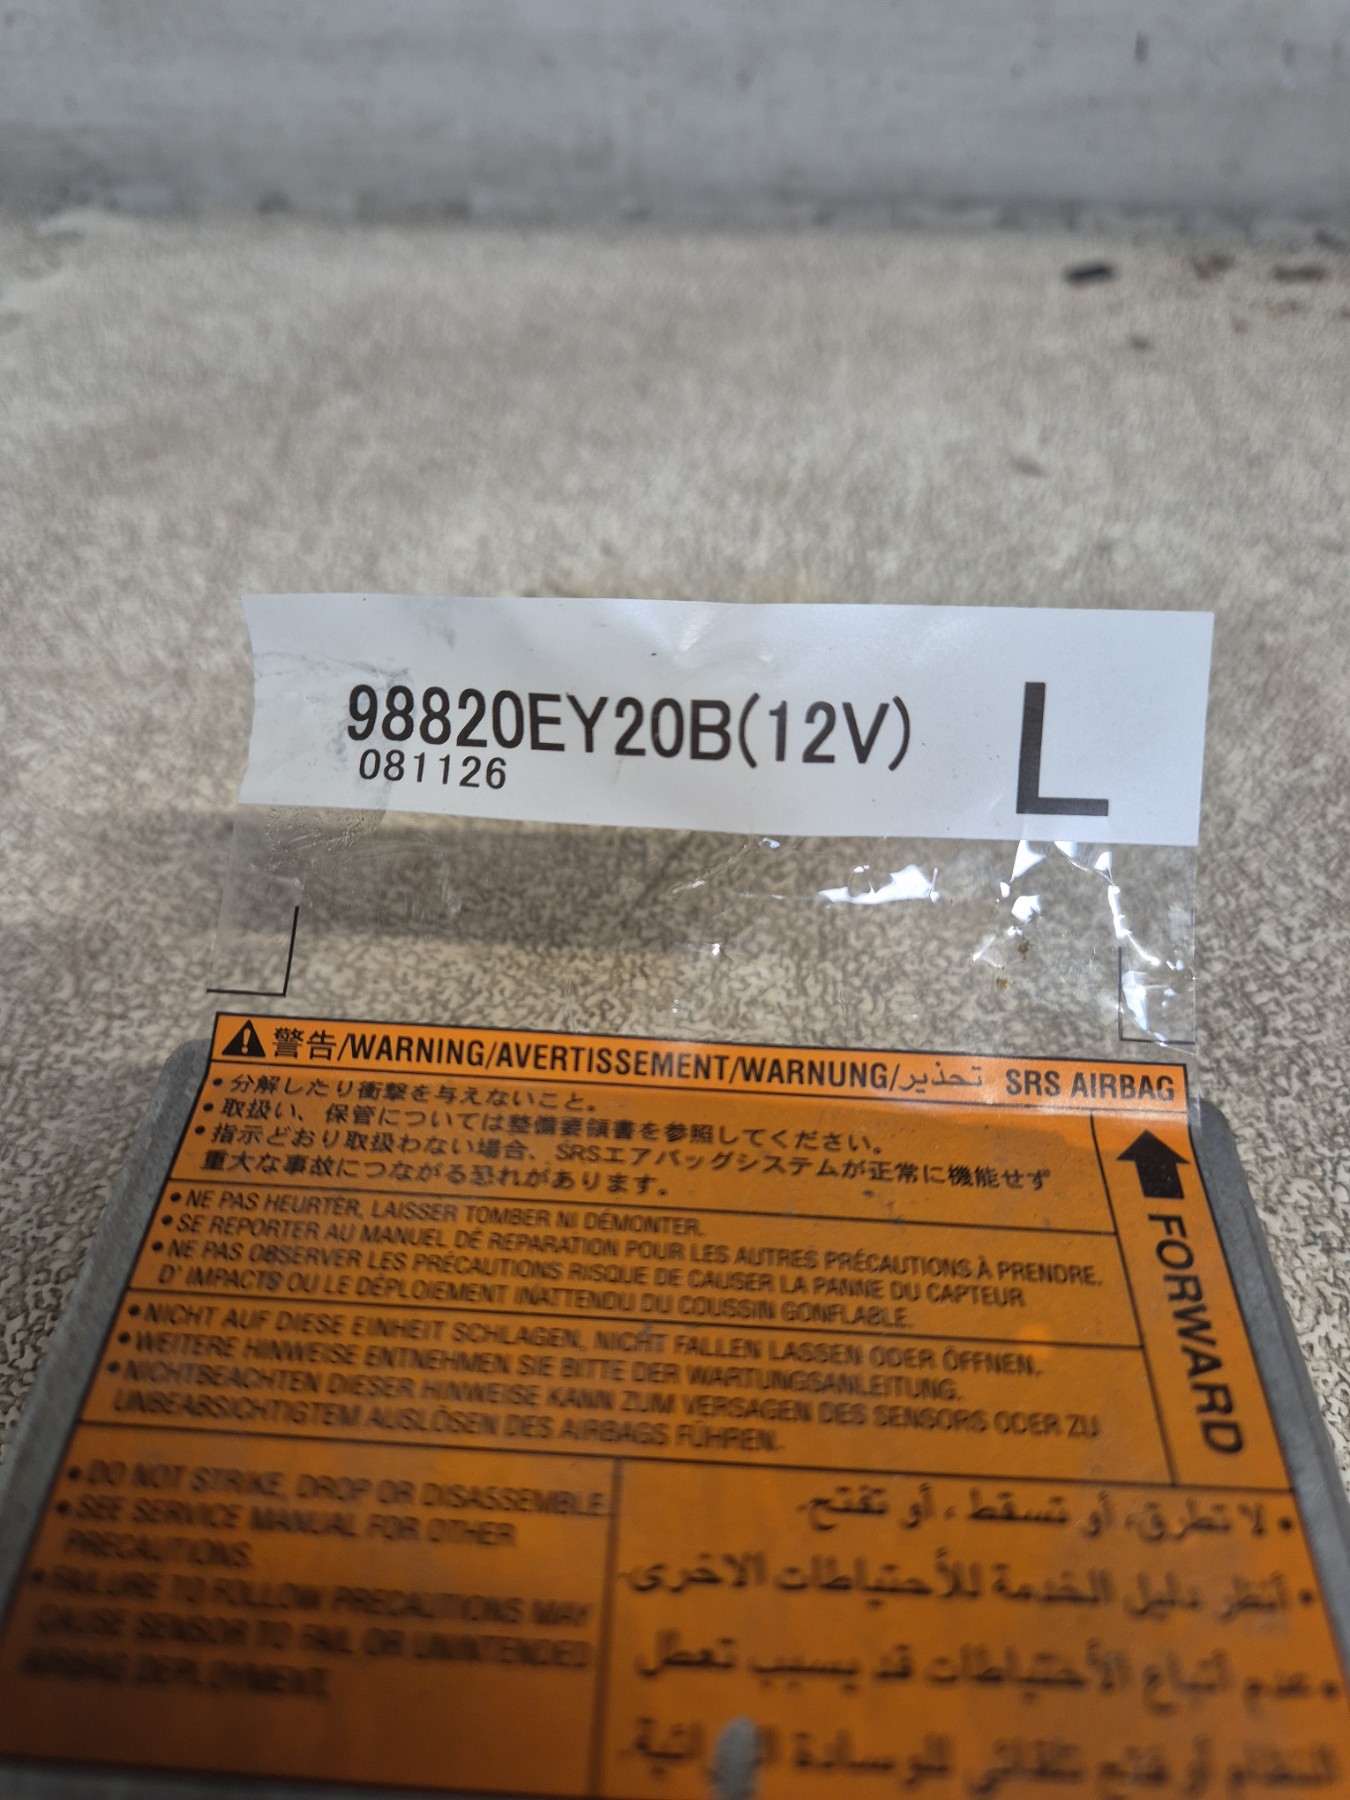 98820EY20B(12V)
L
081126
警告/WARNING/AVERTISSEMENT/WARNUNG/تحذير SRS AIRBAG
• 分解したり衝撃を与えないこと。
• 取扱い、保管については整備要領書を参照してください。
• 指示どおり取扱わない場合、SRSエアバッグシステムが正常に機能せず
重大な事故につながる恐れがあります。
FORWARD
• NE PAS HEURTER, LAISSER TOMBER NI DÉMONTER.
• SE REPORTER AU MANUEL DE REPARATION POUR LES AUTRES PRÉCAUTIONS À PRENDRE.
• NE PAS OBSERVER LES PRÉCAUTIONS RISQUE DE CAUSER LA PANNE DU CAPTEUR
D'IMPACTS OU LE DÉPLOIEMENT INATTENDU DU COUSSIN GONFLABLE.
• NICHT AUF DIESE EINHEIT SCHLAGEN, NICHT FALLEN LASSEN ODER ÖFFNEN.
• WEITERE HINWEISE ENTNEHMEN SIE BITTE DER WARTUNGSANLEITUNG.
• NICHTBEACHTEN DIESER HINWEISE KANN ZUM VERSAGEN DES SENSORS ODER ZU
UNBEABSICHTIGTEM AUSLÖSEN DES AIRBAGS FÜHREN.
• DO NOT STRIKE, DROP OR DISASSEMBLE.
• SEE SERVICE MANUAL FOR OTHER
PRECAUTIONS.
• FAILURE TO FOLLOW PRECAUTIONS MAY
CAUSE SENSOR TO FAIL OR UNINTENDED
AIRBAG DEPLOYMENT.
• لا تطرق، أو تسقط، أو تفتح.
• أنظر دليل الخدمة للأحتياطات الاخرى.
• عدم أتباع الأحتياطات قد يسبب تعطل
النظام أو فتح تلقائي للوسادة